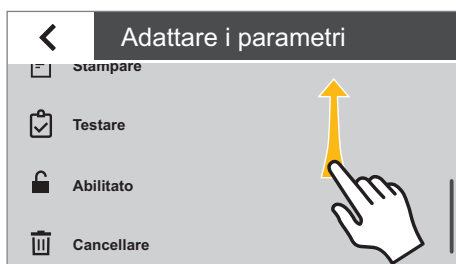 Adattare i parametri
Stampare
Testare
Abilitato
Cancellare